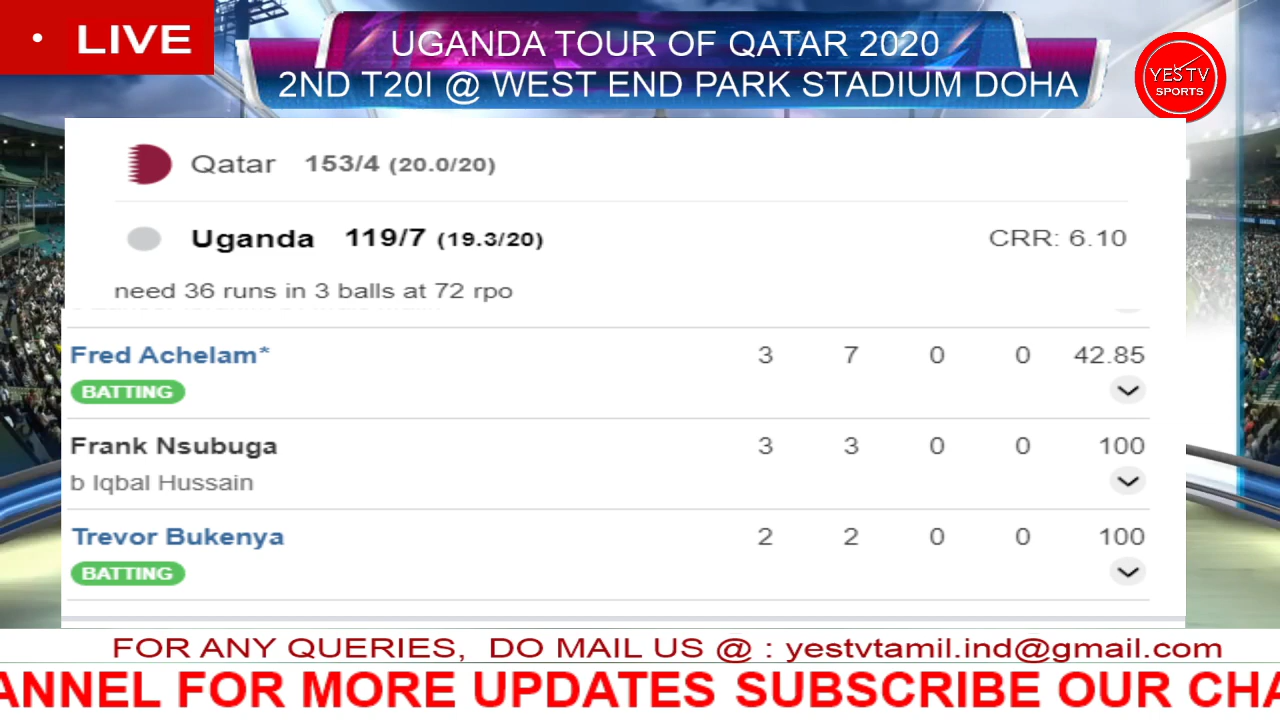 • LIVE
UGANDA TOUR OF QATAR 2020
2ND T20I @ WEST END PARK STADIUM DOHA
YES TV
SPORTS
Qatar 153/4 (20.0/20)
Uganda 119/7 (19.3/20) CRR: 6.10
need 36 runs in 3 balls at 72 rpo
Fred Achelam* 3 7 0 0 42.85
BATTING
Frank Nsubuga 3 3 0 0 100
b Iqbal Hussain
Trevor Bukenya 2 2 0 0 100
BATTING
FOR ANY QUERIES, DO MAIL US @ : yestvtamil.ind@gmail.com
ANNEL FOR MORE UPDATES SUBSCRIBE OUR CHA